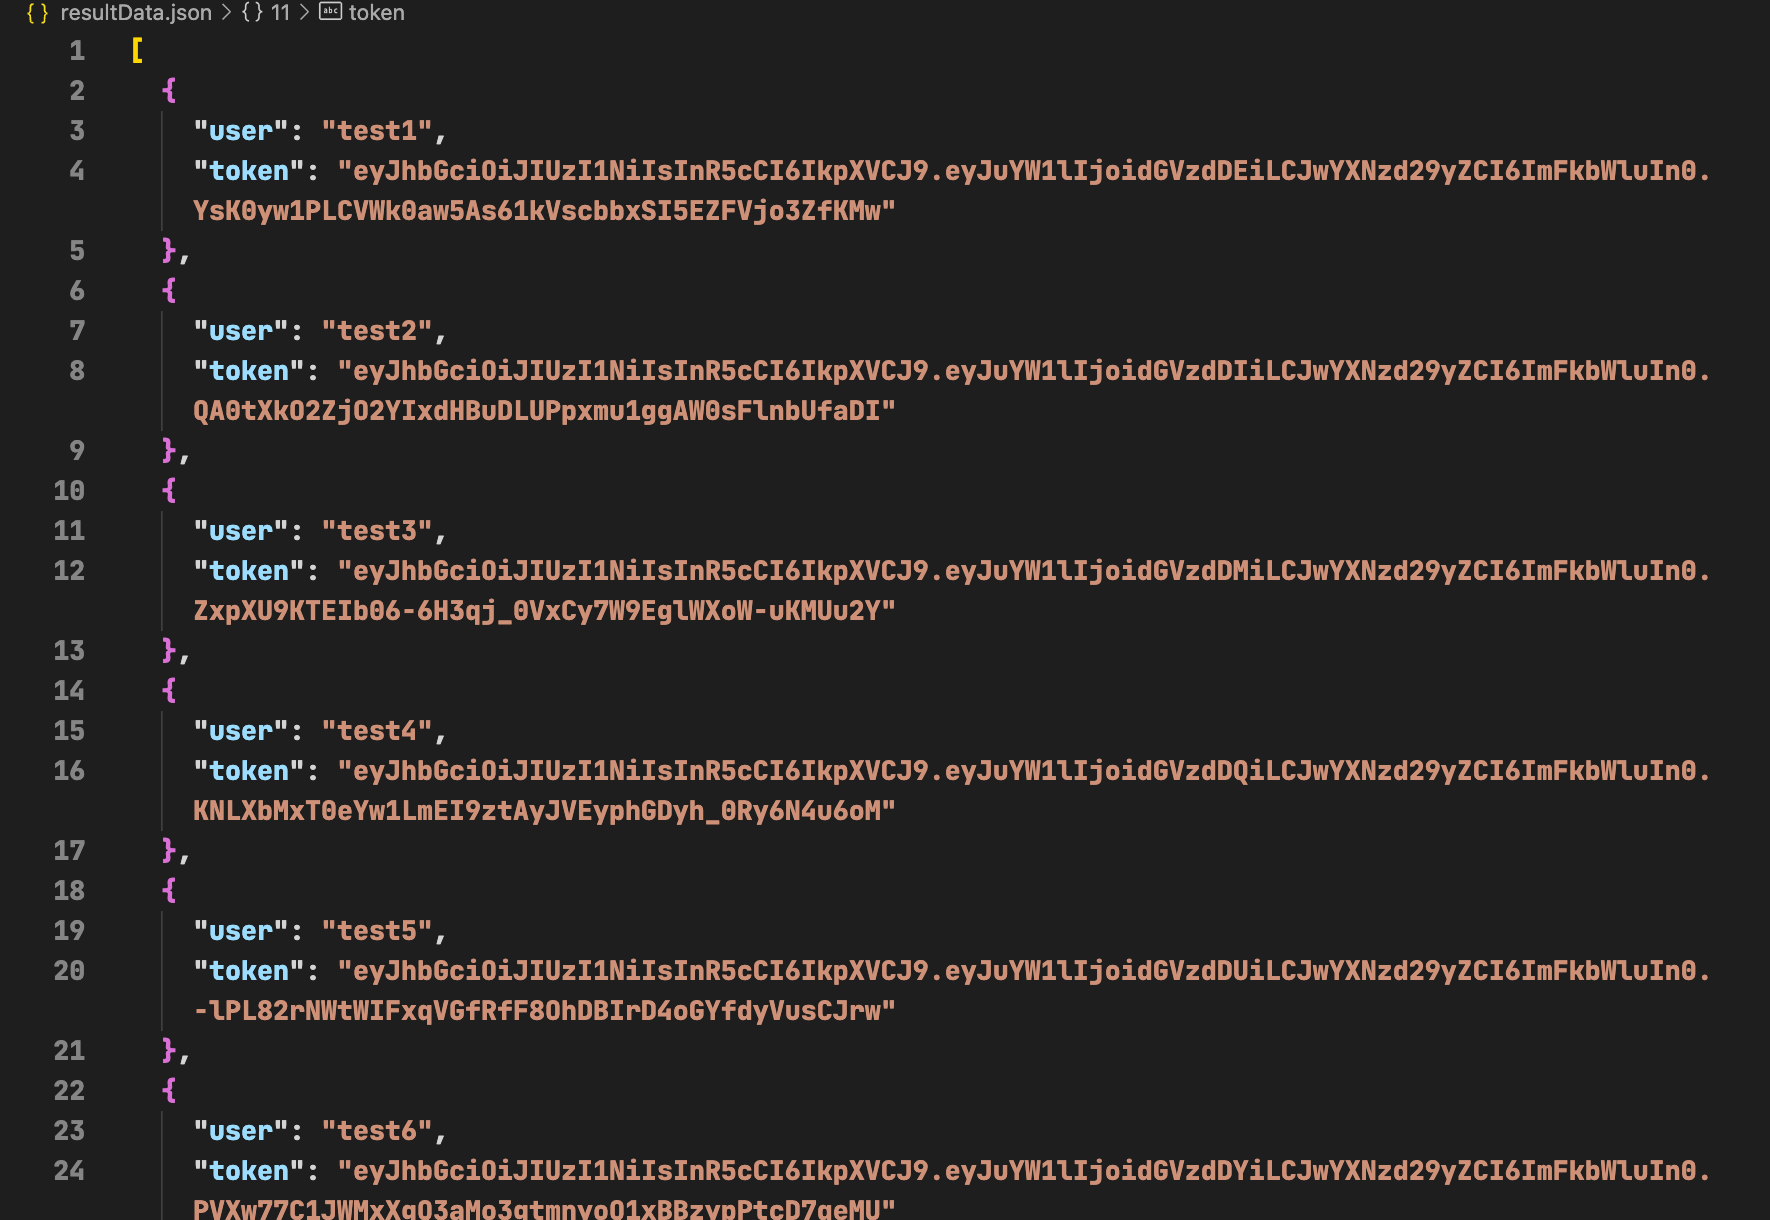 { } resultData.json > { } 11 > abc token
1 [
2 {
3 "user": "test1",
4 "token": "eyJhbGciOiJIUzI1NiIsInR5cCI6IkpXVCJ9.eyJuYW1lIjoidGVzdDEiLCJwYXNzd29yZCI6ImFkbWluIn0.
YsK0yw1PLCVWk0aw5As61kVscbbxSI5EZFVjo3ZfKMw"
5 },
6 {
7 "user": "test2",
8 "token": "eyJhbGciOiJIUzI1NiIsInR5cCI6IkpXVCJ9.eyJuYW1lIjoidGVzdDIiLCJwYXNzd29yZCI6ImFkbWluIn0.
QA0tXkO2ZjO2YIxdHBuDLUPpxmu1ggAW0sFlnbUfaDI"
9 },
10 {
11 "user": "test3",
12 "token": "eyJhbGciOiJIUzI1NiIsInR5cCI6IkpXVCJ9.eyJuYW1lIjoidGVzdDMiLCJwYXNzd29yZCI6ImFkbWluIn0.
ZxpXU9KTEIb06-6H3qj_0VxCy7W9EglWXoW-uKMUu2Y"
13 },
14 {
15 "user": "test4",
16 "token": "eyJhbGciOiJIUzI1NiIsInR5cCI6IkpXVCJ9.eyJuYW1lIjoidGVzdDQiLCJwYXNzd29yZCI6ImFkbWluIn0.
KNLXbMxT0eYw1LmEI9ztAyJVEyphGDyh_0Ry6N4u6oM"
17 },
18 {
19 "user": "test5",
20 "token": "eyJhbGciOiJIUzI1NiIsInR5cCI6IkpXVCJ9.eyJuYW1lIjoidGVzdDUiLCJwYXNzd29yZCI6ImFkbWluIn0.
-lPL82rNWtWIFxqVGfRfF8OhDBIrD4oGYfdyVusCJrw"
21 },
22 {
23 "user": "test6",
24 "token": "eyJhbGciOiJIUzI1NiIsInR5cCI6IkpXVCJ9.eyJuYW1lIjoidGVzdDYiLCJwYXNzd29yZCI6ImFkbWluIn0.